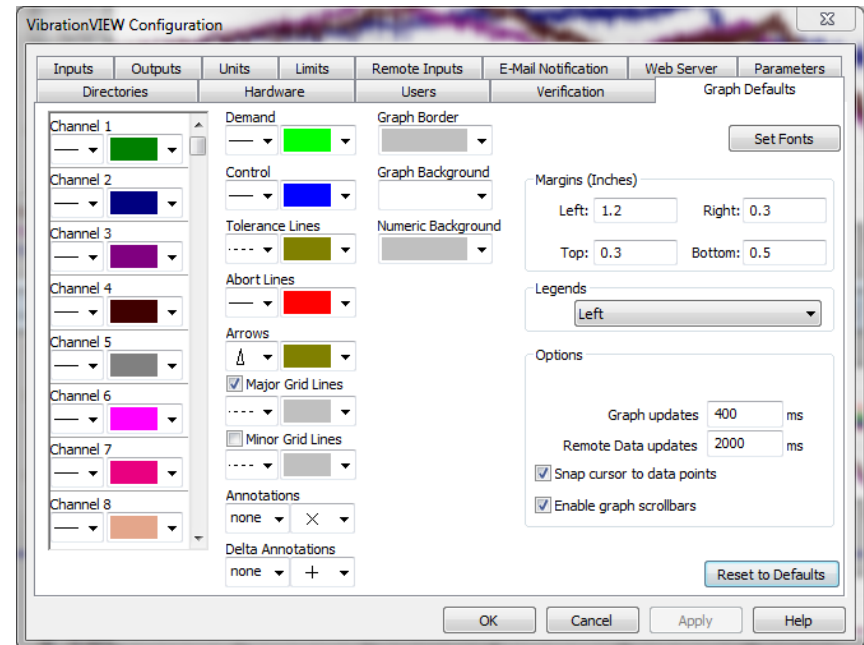 VibrationVIEW Configuration
Inputs Outputs Units Limits Remote Inputs E-Mail Notification Web Server Parameters
Directories Hardware Users Verification Graph Defaults
Channel 1
Channel 2
Channel 3
Channel 4
Channel 5
Channel 6
Channel 7
Channel 8
Demand
Control
Tolerance Lines
Abort Lines
Arrows
Major Grid Lines
Minor Grid Lines
Annotations
none
Delta Annotations
none
Graph Border
Graph Background
Numeric Background
Set Fonts
Margins (Inches)
Left: 1.2 Right: 0.3
Top: 0.3 Bottom: 0.5
Legends
Left
Options
Graph updates 400 ms
Remote Data updates 2000 ms
Snap cursor to data points
Enable graph scrollbars
Reset to Defaults
OK Cancel Apply Help